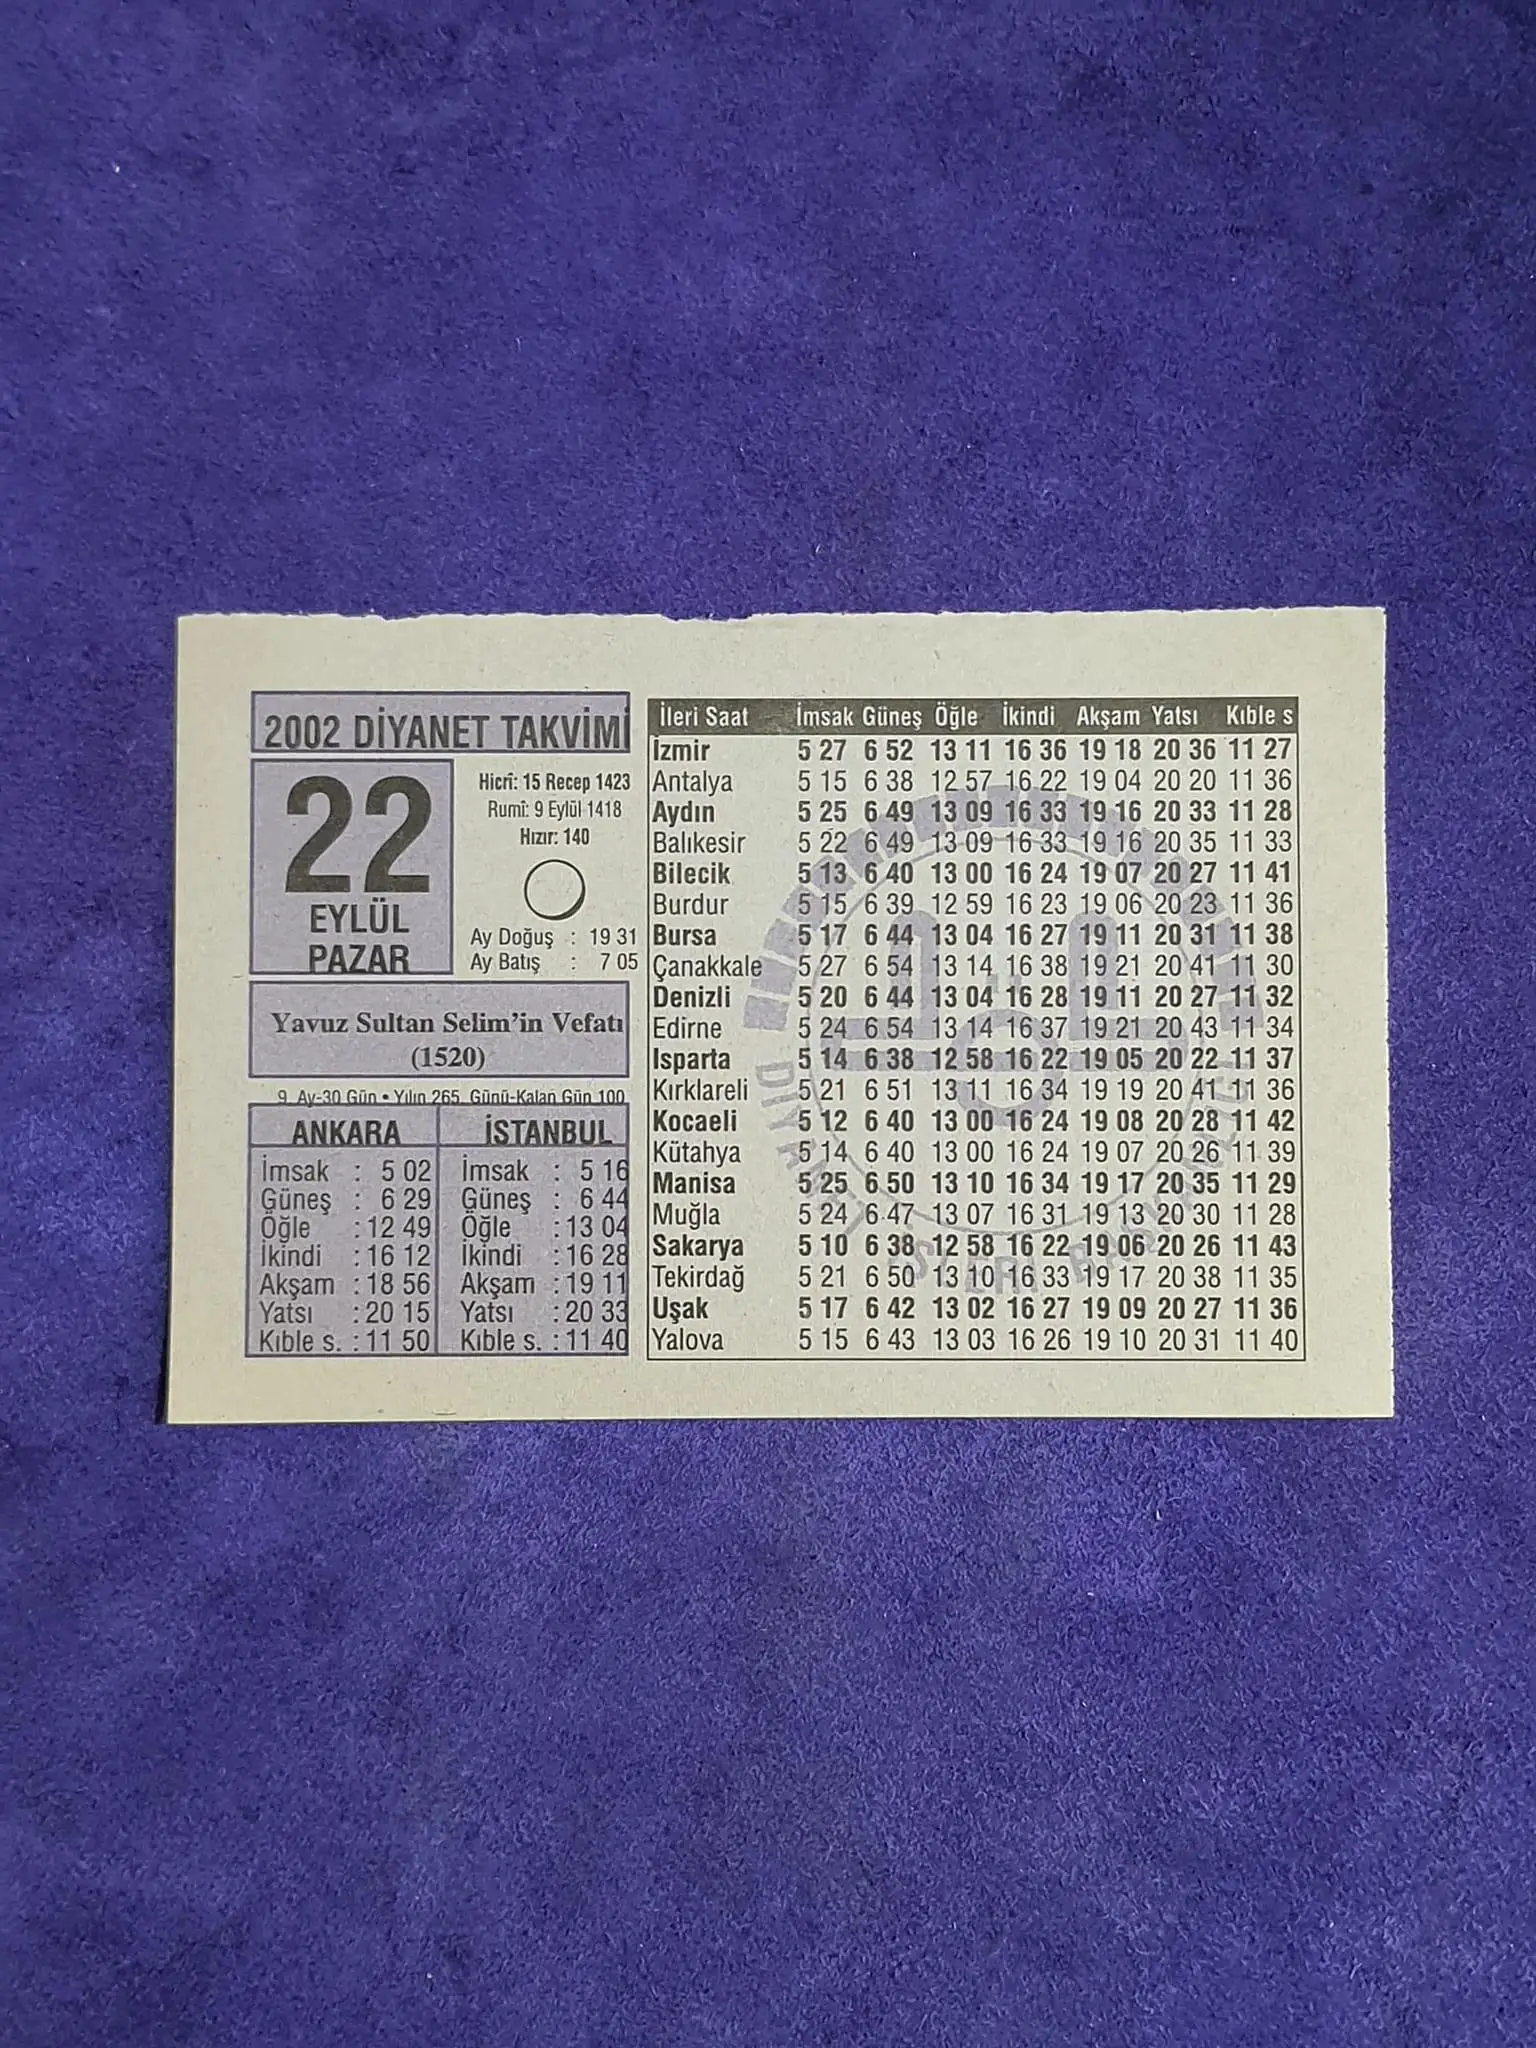 2002 DİYANET TAKVİMİ
22
EYLÜL
PAZAR
Hicrî: 15 Recep 1423
Rumî: 9 Eylül 1418
Hızır: 140
Ay Doğuş : 19 31
Ay Batış : 7 05
Yavuz Sultan Selim'in Vefatı
(1520)
9. Ay-30 Gün • Yılın 265. Günü-Kalan Gün 100
ANKARA
İmsak : 5 02
Güneş : 6 29
Öğle : 12 49
İkindi : 16 12
Akşam : 18 56
Yatsı : 20 15
Kıble s. : 11 50
İSTANBUL
İmsak : 5 16
Güneş : 6 44
Öğle : 13 04
İkindi : 16 28
Akşam : 19 11
Yatsı : 20 33
Kıble s. : 11 40
İleri Saat İmsak Güneş Öğle İkindi Akşam Yatsı Kıble s
İzmir 5 27 6 52 13 11 16 36 19 18 20 36 11 27
Antalya 5 15 6 38 12 57 16 22 19 04 20 20 11 36
Aydın 5 25 6 49 13 09 16 33 19 16 20 33 11 28
Balıkesir 5 22 6 49 13 09 16 33 19 16 20 35 11 33
Bilecik 5 13 6 40 13 00 16 24 19 07 20 27 11 41
Burdur 5 15 6 39 12 59 16 23 19 06 20 23 11 36
Bursa 5 17 6 44 13 04 16 27 19 11 20 31 11 38
Çanakkale 5 27 6 54 13 14 16 38 19 21 20 41 11 30
Denizli 5 20 6 44 13 04 16 28 19 11 20 27 11 32
Edirne 5 24 6 54 13 14 16 37 19 21 20 43 11 34
Isparta 5 14 6 38 12 58 16 22 19 05 20 22 11 37
Kırklareli 5 21 6 51 13 11 16 34 19 19 20 41 11 36
Kocaeli 5 12 6 40 13 00 16 24 19 08 20 28 11 42
Kütahya 5 14 6 40 13 00 16 24 19 07 20 26 11 39
Manisa 5 25 6 50 13 10 16 34 19 17 20 35 11 29
Muğla 5 24 6 47 13 07 16 31 19 13 20 30 11 28
Sakarya 5 10 6 38 12 58 16 22 19 06 20 26 11 43
Tekirdağ 5 21 6 50 13 10 16 33 19 17 20 38 11 35
Uşak 5 17 6 42 13 02 16 27 19 09 20 27 11 36
Yalova 5 15 6 43 13 03 16 26 19 10 20 31 11 40
DİYANET İŞLERİ BAŞKANLIĞI